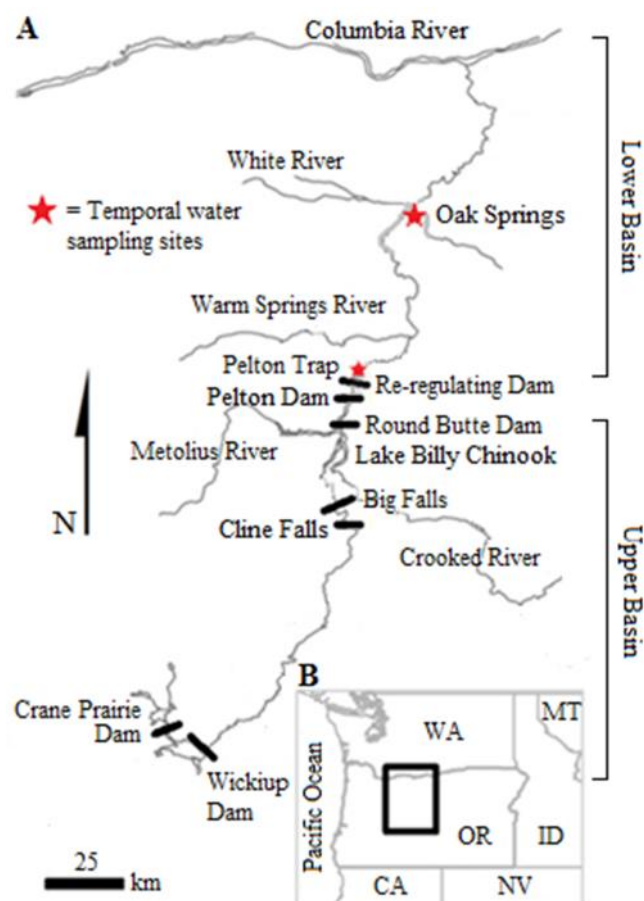 A
Columbia River
White River
= Temporal water
sampling sites
Oak Springs
Lower Basin
Warm Springs River
Pelton Trap
Re-regulating Dam
Pelton Dam
Round Butte Dam
Metolius River
Lake Billy Chinook
N
Big Falls
Cline Falls
Crooked River
Upper Basin
Crane Prairie
Dam
Wickiup
Dam
25
km
B
WA
MT
Pacific Ocean
OR
ID
CA
NV